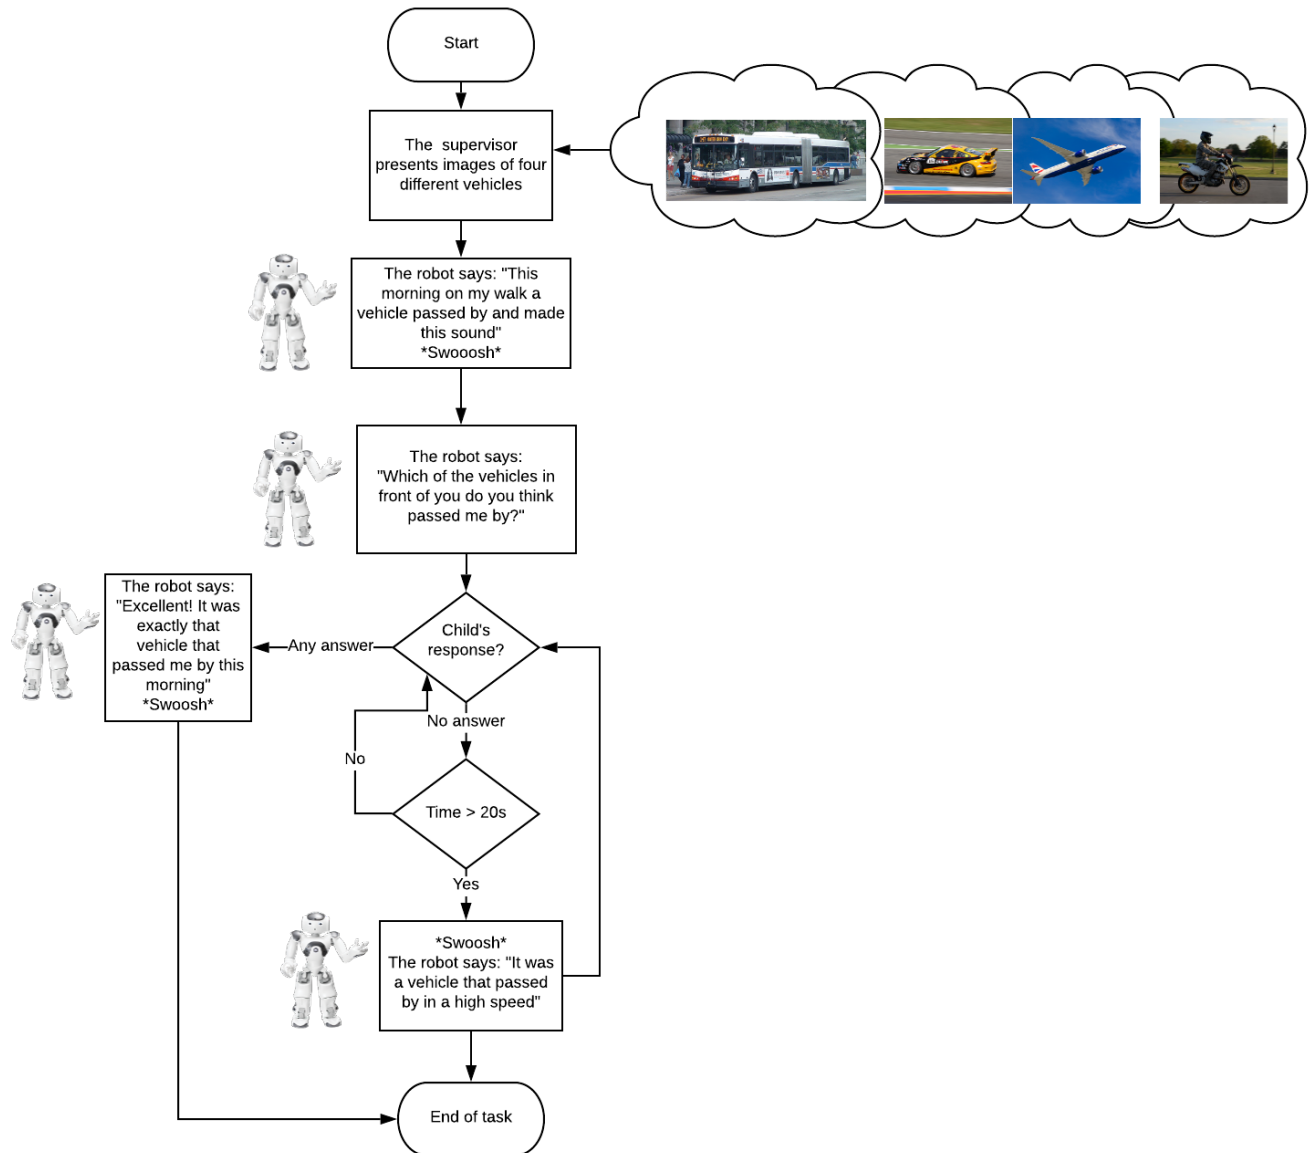 Start
The supervisor
presents images of four
different vehicles
The robot says: "This
morning on my walk a
vehicle passed by and made
this sound"
*Swooosh*
The robot says:
"Which of the vehicles in
front of you do you think
passed me by?"
Child's
response?
Any answer
The robot says:
"Excellent! It was
exactly that
vehicle that
passed me by this
morning"
*Swoosh*
No answer
No
Time > 20s
Yes
*Swoosh*
The robot says: "It was
a vehicle that passed
by in a high speed"
End of task